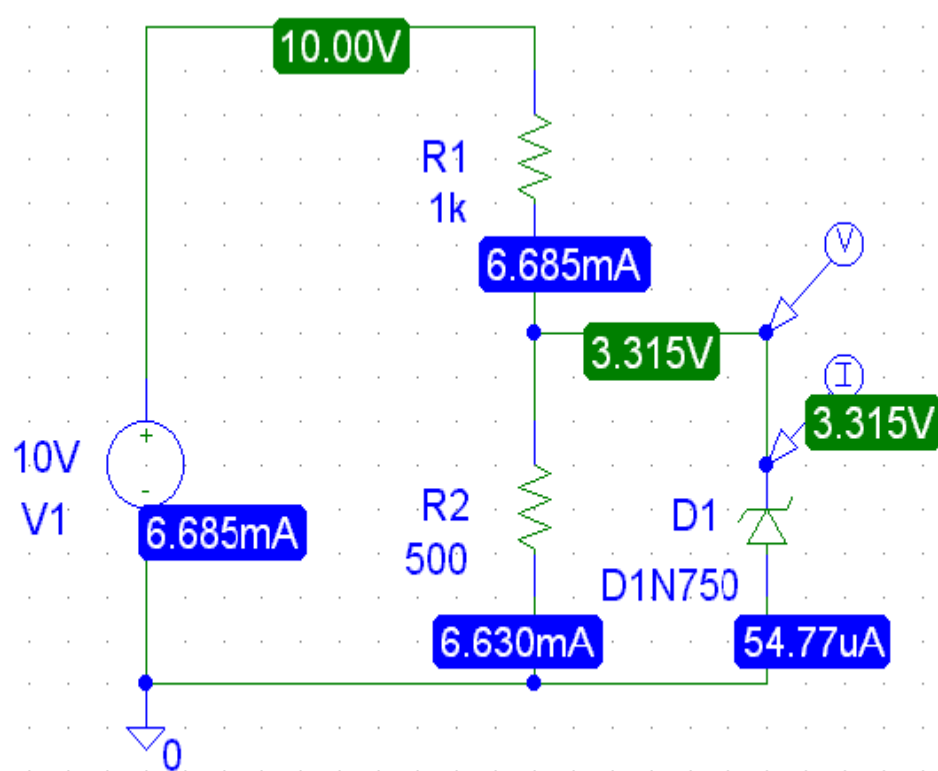 10.00V
R1
1k
6.685mA
V
3.315V
I
3.315V
10V
+
-
V1
6.685mA
R2
500
D1
D1N750
6.630mA
54.77uA
0